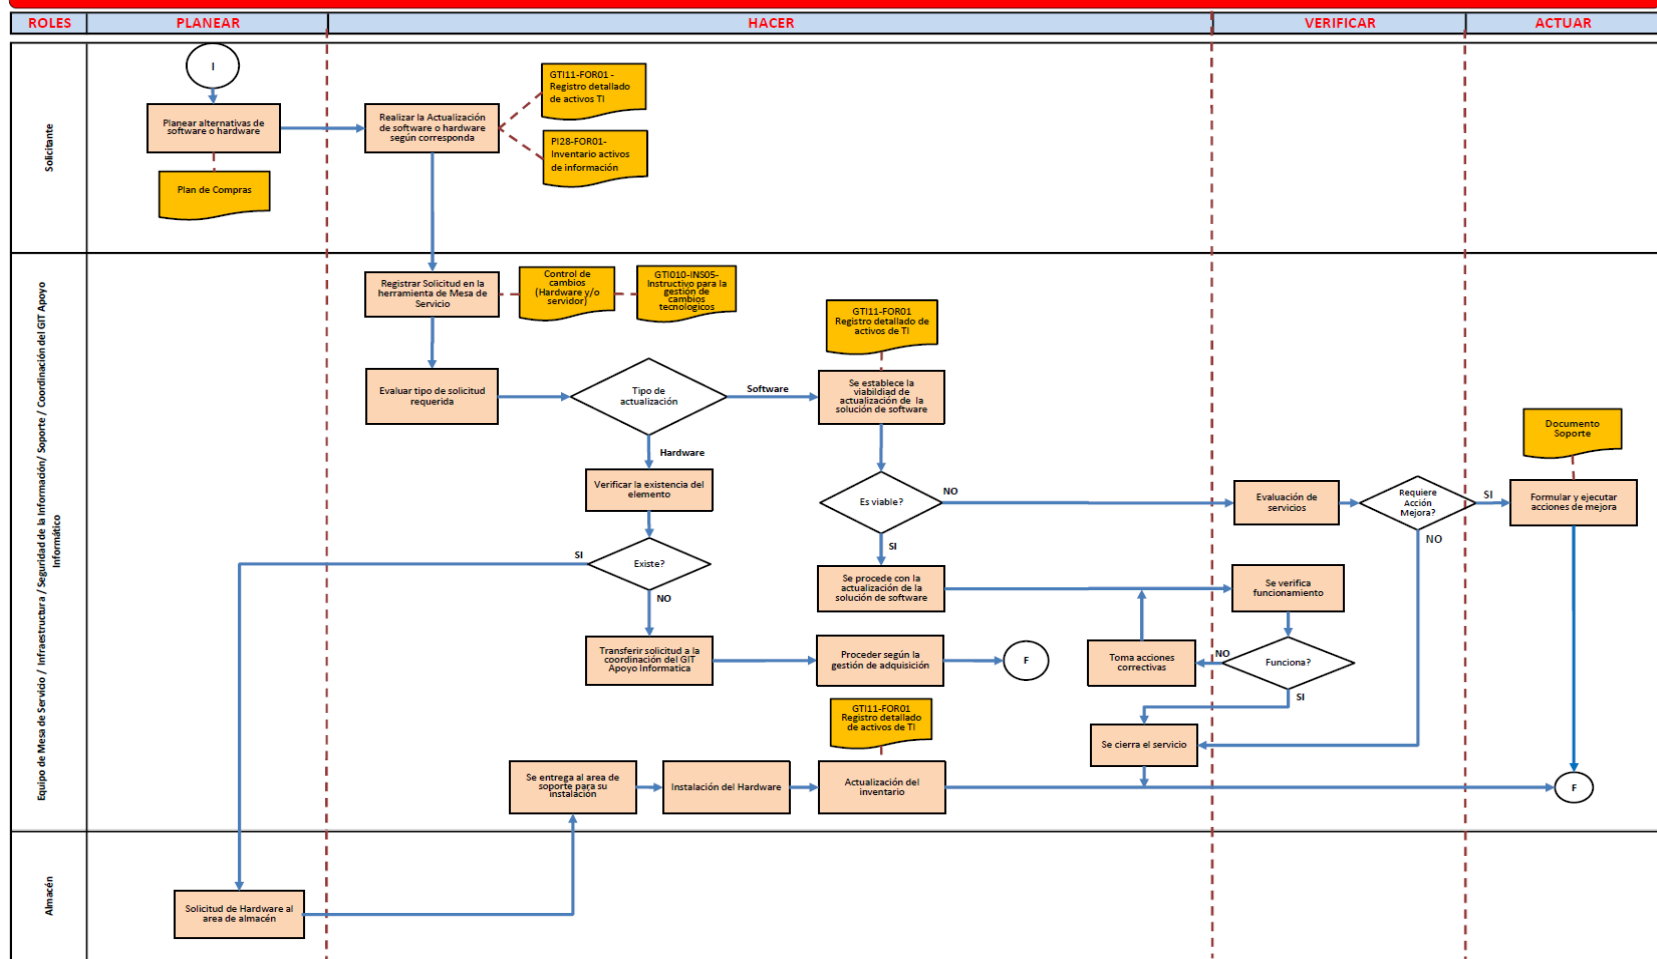 ROLES
PLANEAR
HACER
VERIFICAR
ACTUAR
Solicitante
I
Planear alternativas de
software o hardware
Plan de Compras
Realizar la Actualización
de software o hardware
según corresponda
GTI11-FOR01 -
Registro detallado
de activos TI
PI28-FOR01-
Inventario activos
de información
Equipo de Mesa de Servicio / Infraestructura / Seguridad de la Información/ Soporte / Coordinación del GIT Apoyo
Informático
Registrar Solicitud en la
herramienta de Mesa de
Servicio
Control de
cambios
(Hardware y/o
servidor)
GTI010-INS05-
Instructivo para la
gestión de
cambios
tecnologicos
GTI11-FOR01
Registro detallado de
activos de TI
Evaluar tipo de solicitud
requerida
Tipo de
actualización
Software
Se establece la
viabildiad de
actualización de la
solución de software
Hardware
Verificar la existencia del
elemento
Es viable?
NO
Evaluación de
servicios
Requiere
Acción
Mejora?
SI
Documento
Soporte
Formular y ejecutar
acciones de mejora
NO
SI
Existe?
SI
NO
Se procede con la
actualización de la
solución de software
Se verifica
funcionamiento
Transferir solicitud a la
coordinación del GIT
Apoyo Informatica
Proceder según la
gestión de adquisición
F
Toma acciones
correctivas
NO
Funciona?
SI
GTI11-FOR01
Registro detallado
de activos de TI
Se cierra el servicio
Se entrega al area de
soporte para su
instalación
Instalación del Hardware
Actualización del
inventario
F
Almacén
Solicitud de Hardware al
area de almacén